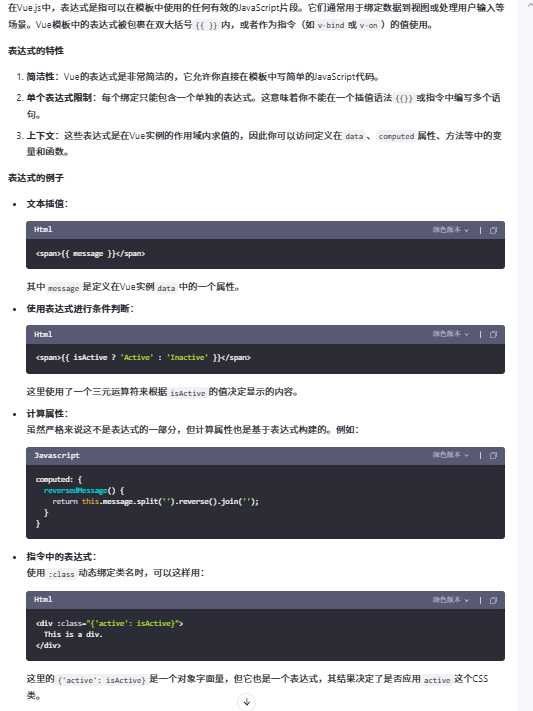 在Vue.js中，表达式是指可以在模板中使用的任何有效的JavaScript片段。它们通常用于绑定数据到视图或处理用户输入等
场景。Vue模板中的表达式被包裹在双大括号 {{ }} 内，或者作为指令（如 v-bind 或 v-on ）的值使用。
表达式的特性
1. 简洁性：Vue的表达式是非常简洁的，它允许你直接在模板中写简单的JavaScript代码。
2. 单个表达式限制：每个绑定只能包含一个单独的表达式。这意味着你不能在一个插值语法 {{}} 或指令中编写多个语
句。
3. 上下文：这些表达式是在Vue实例的作用域内求值的，因此你可以访问定义在 data 、 computed 属性、方法等中的变
量和函数。
表达式的例子
• 文本插值：
Html 深色版本
<span>{{ message }}</span>
其中 message 是定义在Vue实例 data 中的一个属性。
• 使用表达式进行条件判断：
Html 深色版本
<span>{{ isActive ? 'Active' : 'Inactive' }}</span>
这里使用了一个三元运算符来根据 isActive 的值决定显示的内容。
• 计算属性：
虽然严格来说这不是表达式的一部分，但计算属性也是基于表达式构建的。例如：
Javascript 深色版本
computed: {
  reversedMessage() {
    return this.message.split('').reverse().join('');
  }
}
• 指令中的表达式：
使用 :class 动态绑定类名时，可以这样用：
Html 深色版本
<div :class="{'active': isActive}">
  This is a div.
</div>
这里的 {'active': isActive} 是一个对象字面量，但它也是一个表达式，其结果决定了是否应用 active 这个CSS
类。